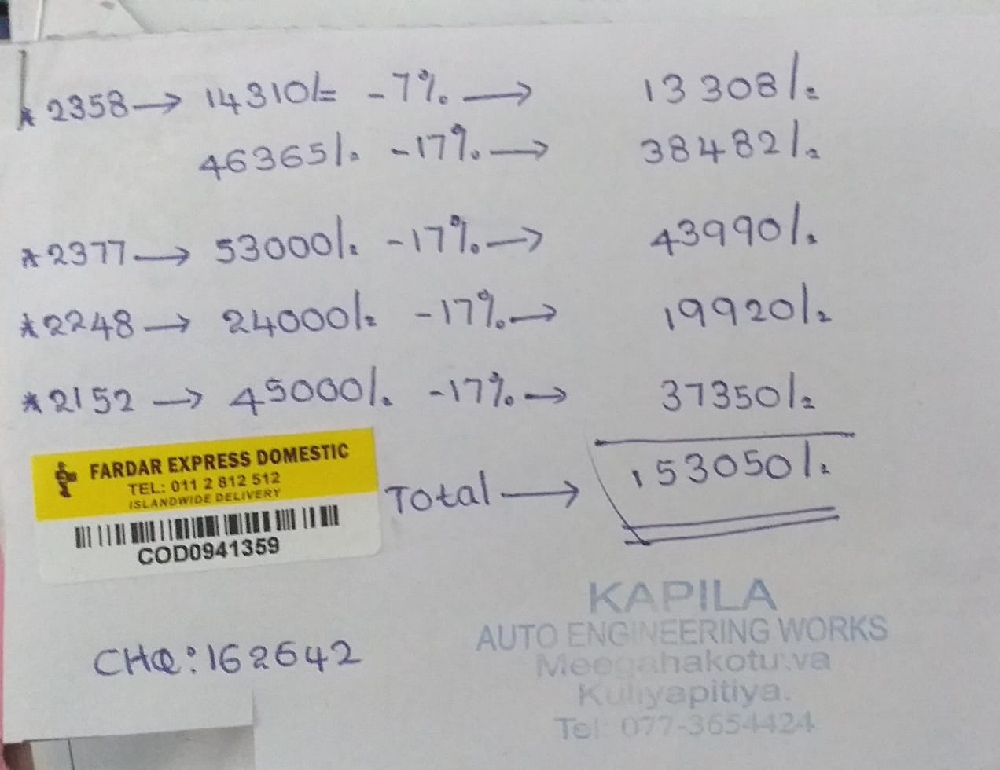 *2358→ 14310/= -7%. → 13308/=
46365/= -17%. → 38482/=
*2377→ 53000/= -17%.→ 43990/=
*2248→ 24000/= -17%.→ 19920/=
*2152 → 45000/= -17%.→ 37350/=
Total → 153050/=
FARDAR EXPRESS DOMESTIC
TEL: 011 2 812 512
ISLANDWIDE DELIVERY
COD0941359
CHQ:162642
KAPILA
AUTO ENGINEERING WORKS
Meegahakotuwa
Kuliyapitiya.
Tel: 077-3654424